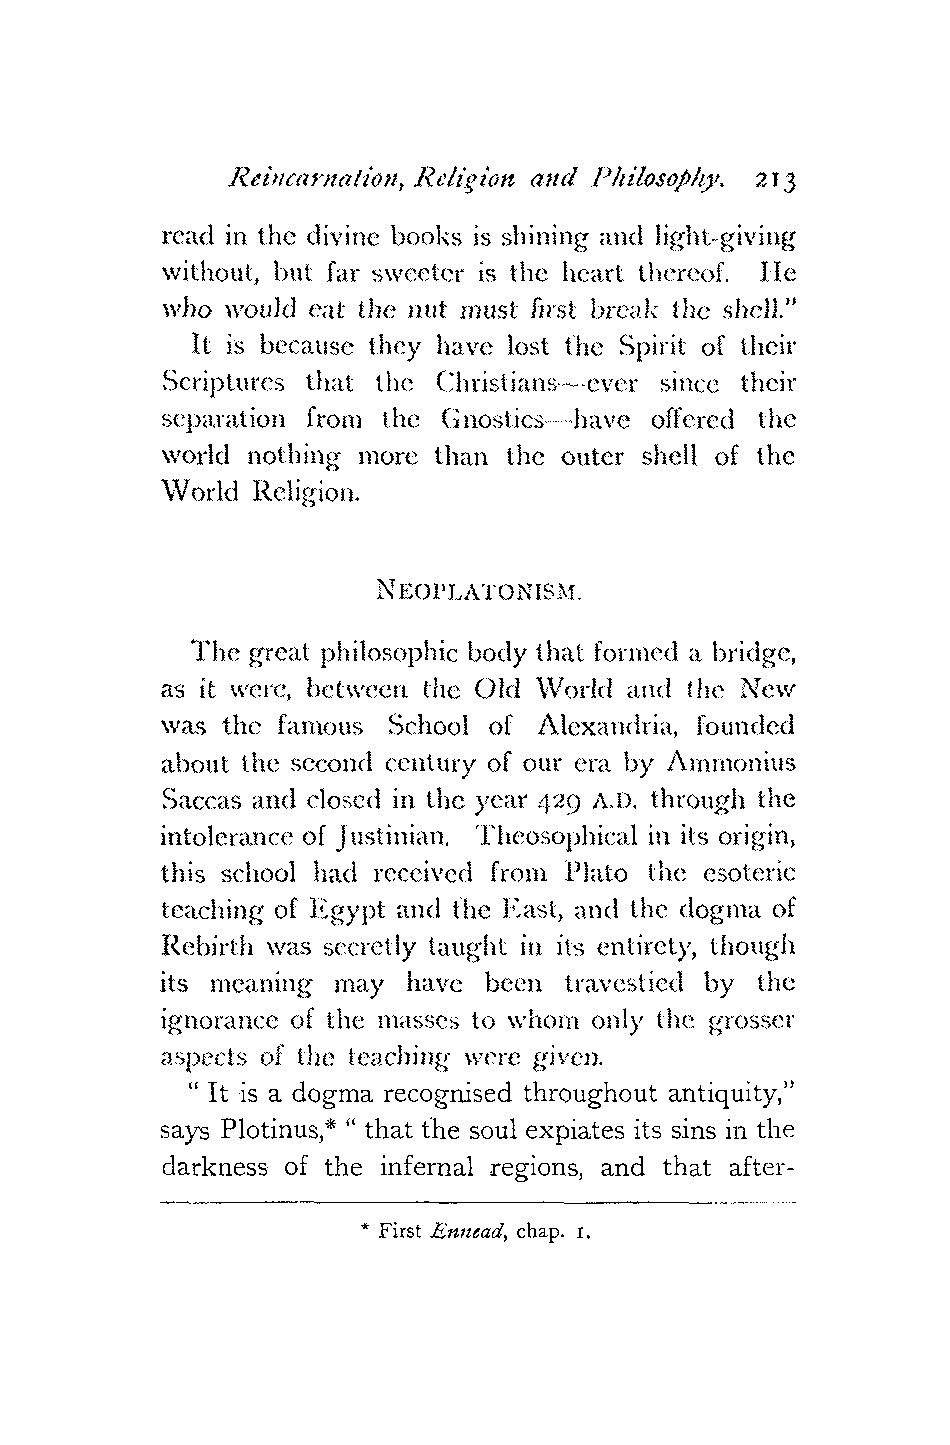 Reincarnation, Religion and Philosophy. 213
read in the divine books is shining and light-giving
without, but far sweeter is the heart thereof. He
who would eat the nut must first break the shell."
It is because they have lost the Spirit of their
Scriptures that the Christians—ever since their
separation from the Gnostics—have offered the
world nothing more than the outer shell of the
World Religion.
NEOPLATONISM.
The great philosophic body that formed a bridge,
as it were, between the Old World and the New
was the famous School of Alexandria, founded
about the second century of our era by Ammonius
Saccas and closed in the year 429 A.D. through the
intolerance of Justinian. Theosophical in its origin,
this school had received from Plato the esoteric
teaching of Egypt and the East, and the dogma of
Rebirth was secretly taught in its entirety, though
its meaning may have been travestied by the
ignorance of the masses to whom only the grosser
aspects of the teaching were given.
" It is a dogma recognised throughout antiquity,"
says Plotinus,* " that the soul expiates its sins in the
darkness of the infernal regions, and that after-
* First Ennead, chap. 1.